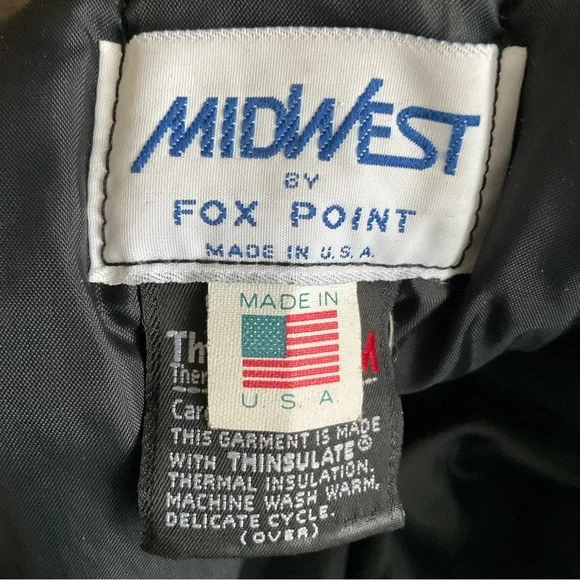 MIDWEST
BY
FOX POINT
MADE IN U.S.A.
MADE IN
U.S.A.
THIS GARMENT IS MADE
WITH THINSULATE®
THERMAL INSULATION.
MACHINE WASH WARM,
DELICATE CYCLE.
(OVER)